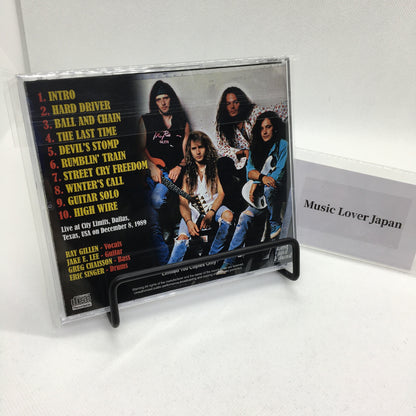 1. INTRO
2. HARD DRIVER
3. BALL AND CHAIN
4. THE LAST TIME
5. DEVIL'S STOMP
6. RUMBLIN' TRAIN
7. STREET CRY FREEDOM
8. WINTER'S CALL
9. GUITAR SOLO
10. HIGH WIRE
Live at City Limits, Dallas,
Texas, USA on December 8, 1989
RAY GILLEN - Vocals
JAKE E. LEE - Guitar
GREG CHAISSON - Bass
ERIC SINGER - Drums
Music Lover Japan